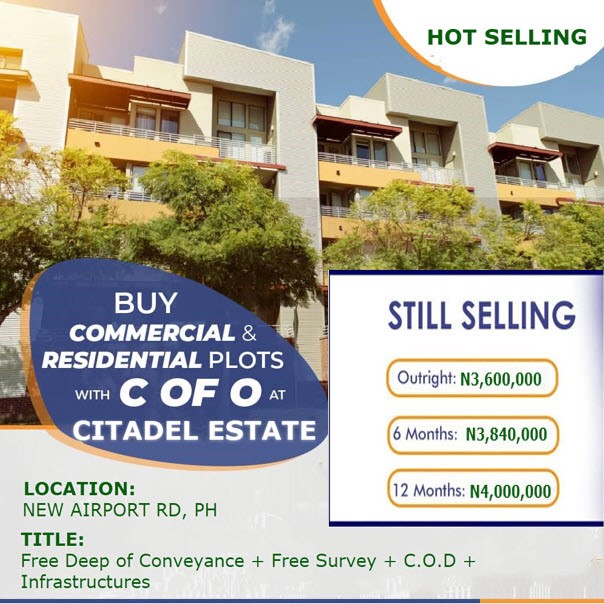 HOT SELLING
BUY
COMMERCIAL &
RESIDENTIAL PLOTS
WITH C OF O AT
CITADEL ESTATE
STILL SELLING
Outright: N3,600,000
6 Months: N3,840,000
12 Months: N4,000,000
LOCATION:
NEW AIRPORT RD, PH
TITLE:
Free Deep of Conveyance + Free Survey + C.O.D +
Infrastructures